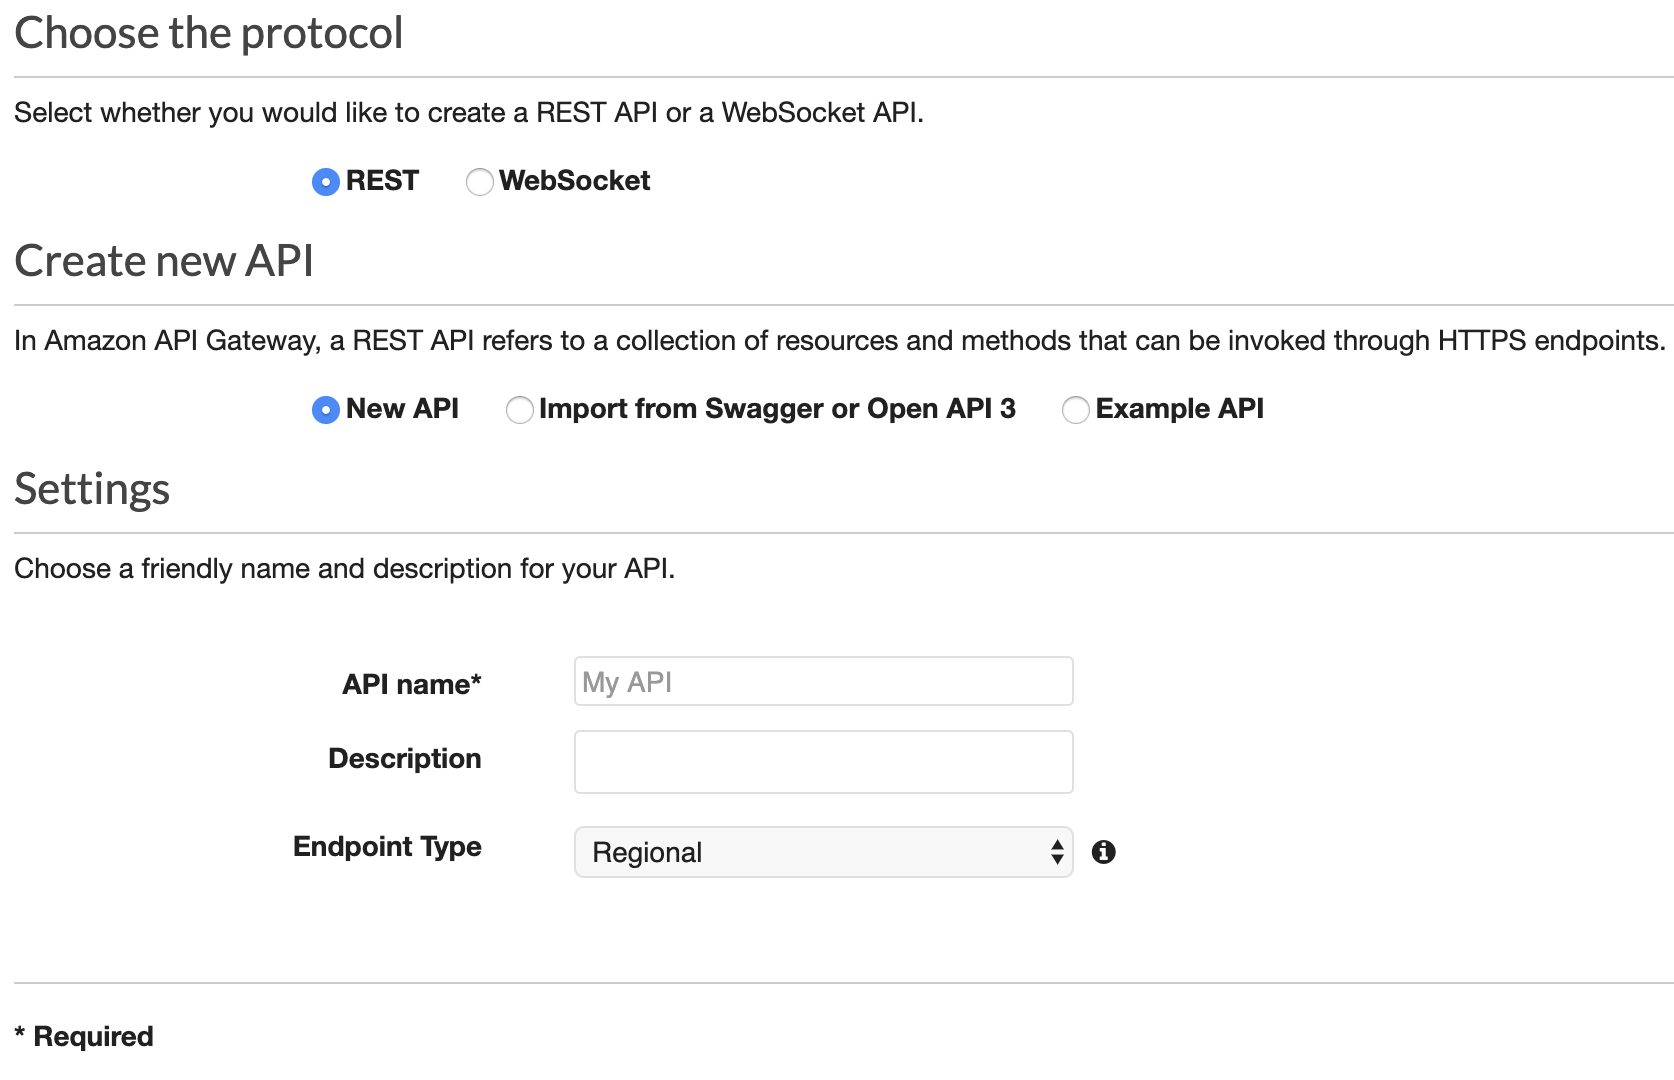 Choose the protocol
Select whether you would like to create a REST API or a WebSocket API.
REST WebSocket
Create new API
In Amazon API Gateway, a REST API refers to a collection of resources and methods that can be invoked through HTTPS endpoints.
New API Import from Swagger or Open API 3 Example API
Settings
Choose a friendly name and description for your API.
API name* My API
Description
Endpoint Type Regional
* Required